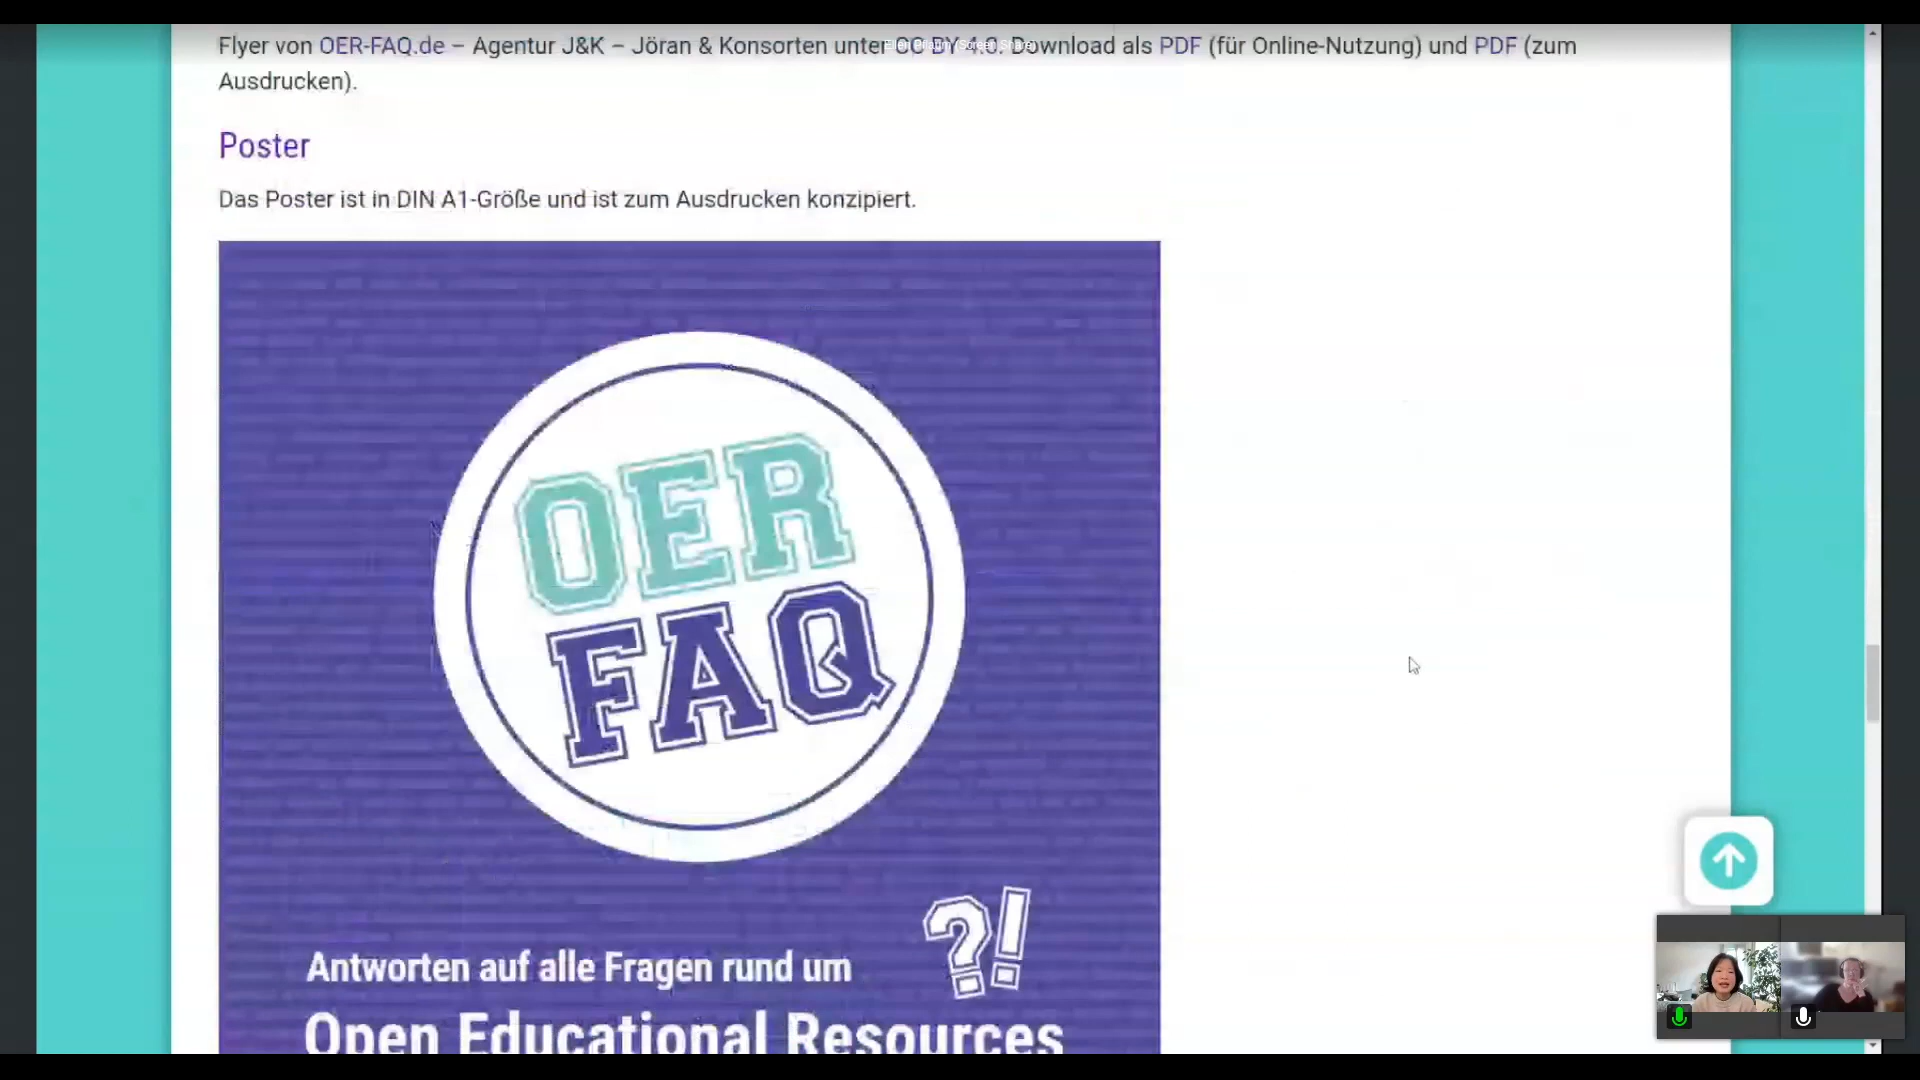 Flyer von OER-FAQ.de – Agentur J&K – Jöran & Konsorten unter CC BY 4.0. Download als PDF (für Online-Nutzung) und PDF (zum
Ausdrucken).
Poster
Das Poster ist in DIN A1-Größe und ist zum Ausdrucken konzipiert.
OER
FAQ
?!
Antworten auf alle Fragen rund um
Open Educational Resources